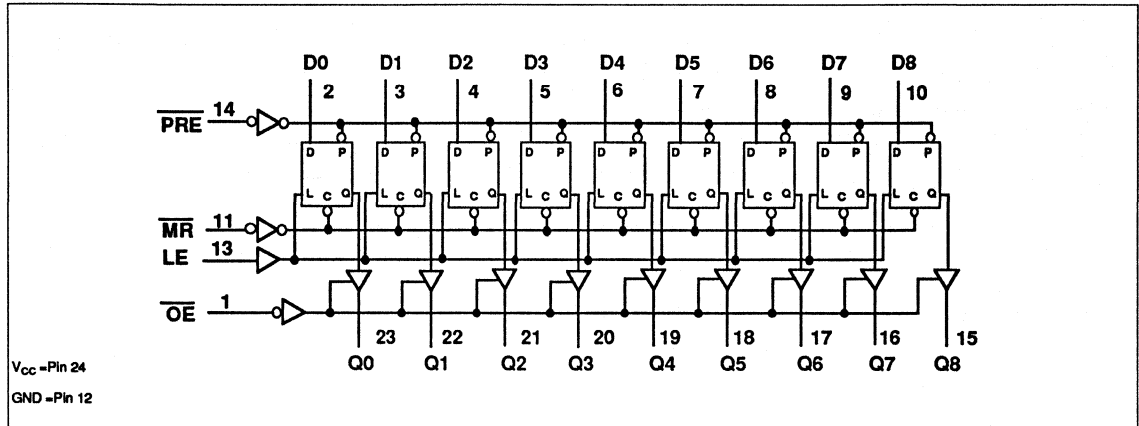 D0 D1 D2 D3 D4 D5 D6 D7 D8
2 3 4 5 6 7 8 9 10
PRE 14
D P D P D P D P D P D P D P D P D P
L C Q L C Q L C Q L C Q L C Q L C Q L C Q L C Q L C Q
MR 11
LE 13
OE 1
23 22 21 20 19 18 17 16 15
Q0 Q1 Q2 Q3 Q4 Q5 Q6 Q7 Q8
VCC =Pin 24
GND =Pin 12